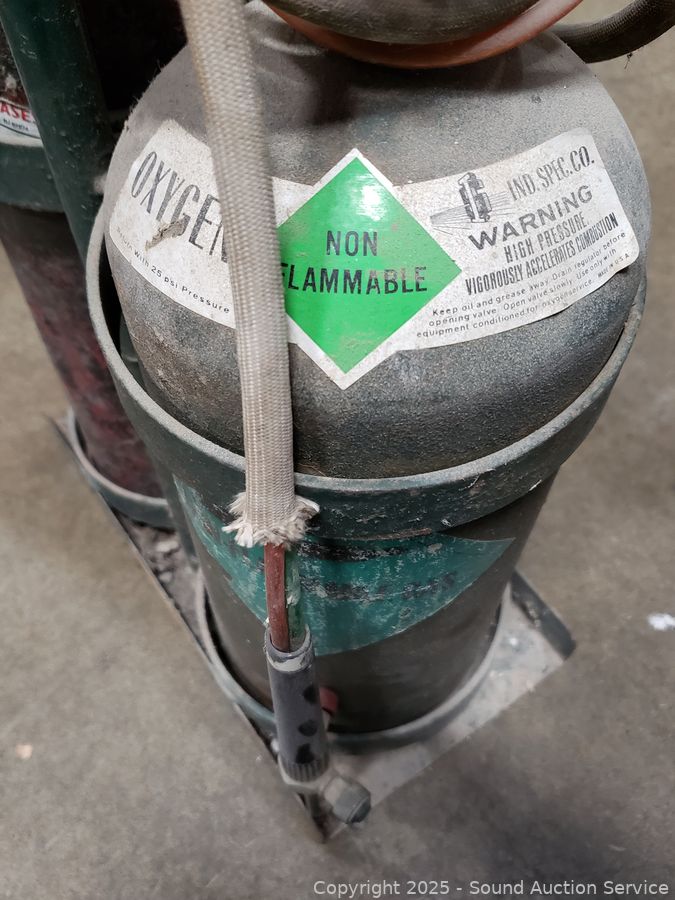 ASES
OXYGEN
with 25 psi Pressure
NON
FLAMMABLE
IND. SPEC. CO.
WARNING
HIGH PRESSURE
VIGOROUSLY ACCELERATES COMBUSTION
Keep oil and grease away. Drain regulator before
opening valve. Open valve slowly. Use only with
equipment conditioned for oxygen service. MADE IN U.S.A.
Copyright 2025 - Sound Auction Service